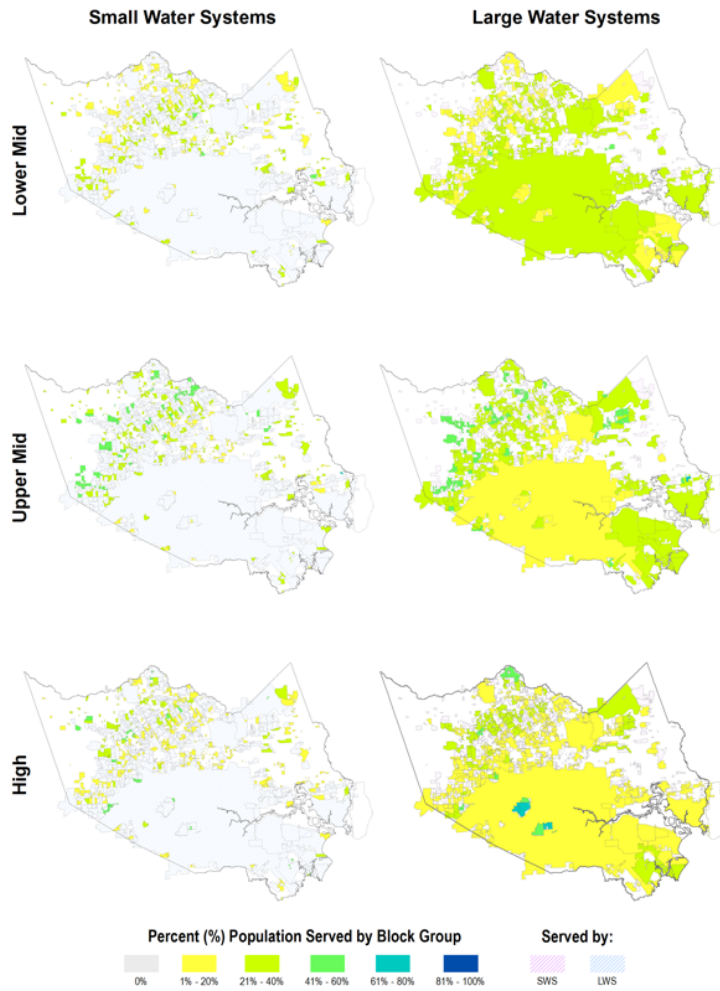 Small Water Systems
Large Water Systems
Lower Mid
Upper Mid
High
Percent (%) Population Served by Block Group
Served by:
0%
1% - 20%
21% - 40%
41% - 60%
61% - 80%
81% - 100%
SWS
LWS